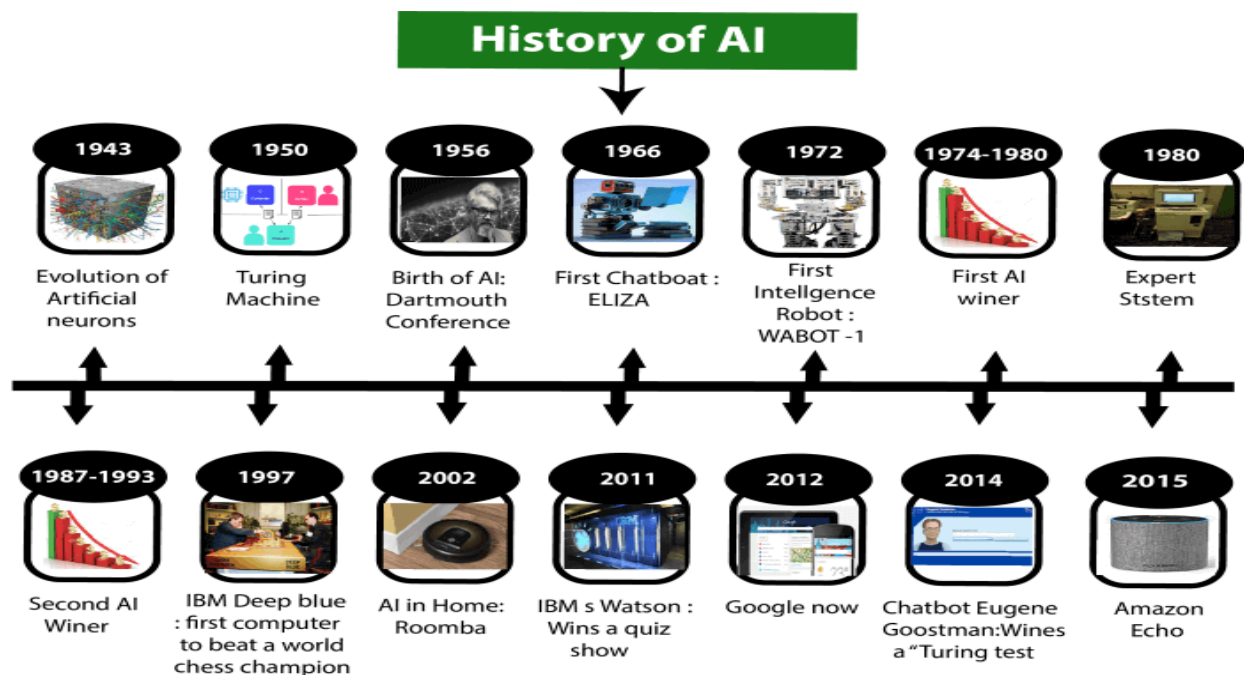 History of AI
1943
1950
1956
1966
1972
1974-1980
1980
Evolution of
Artificial
neurons
Turing
Machine
Birth of AI:
Dartmouth
Conference
First Chatboat :
ELIZA
First
Intellgence
Robot :
WABOT -1
First AI
winer
Expert
Ststem
1987-1993
1997
2002
2011
2012
2014
2015
IBM
Second AI
Winer
IBM Deep blue
: first computer
to beat a world
chess champion
AI in Home:
Roomba
IBM s Watson :
Wins a quiz
show
Google now
Chatbot Eugene
Goostman:Wines
a “Turing test
Amazon
Echo